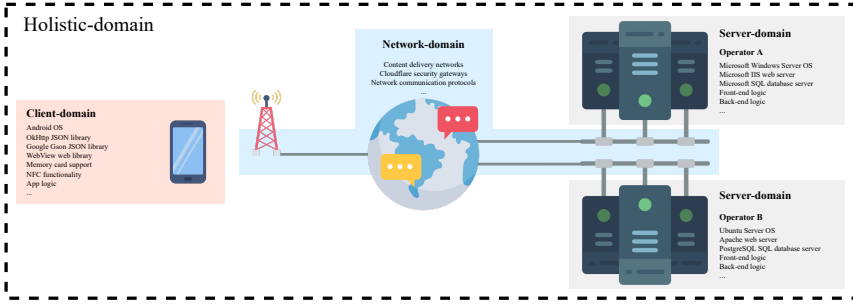 Holistic-domain
Client-domain
Android OS
OkHttp JSON library
Google Gson JSON library
WebView web library
Memory card support
NFC functionality
App logic
...
Network-domain
Content delivery networks
Cloudflare security gateways
Network communication protocols
...
Server-domain
Operator A
Microsoft Windows Server OS
Microsoft IIS web server
Microsoft SQL database server
Front-end logic
Back-end logic
...
Server-domain
Operator B
Ubuntu Server OS
Apache web server
PostgreSQL SQL database server
Front-end logic
Back-end logic
...